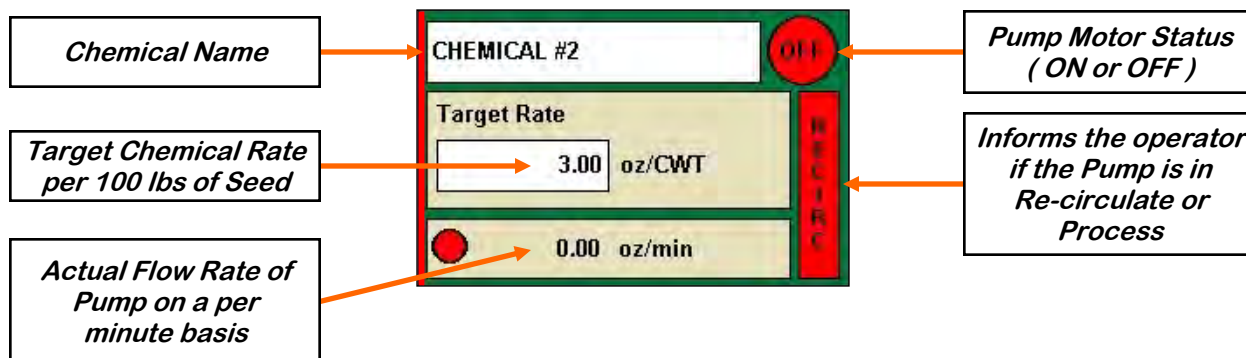 Chemical Name
Target Chemical Rate
per 100 lbs of Seed
Actual Flow Rate of
Pump on a per
minute basis
CHEMICAL #2
OFF
Target Rate
3.00 oz/CWT
0.00 oz/min
RECIRC
Pump Motor Status
( ON or OFF )
Informs the operator
if the Pump is in
Re-circulate or
Process